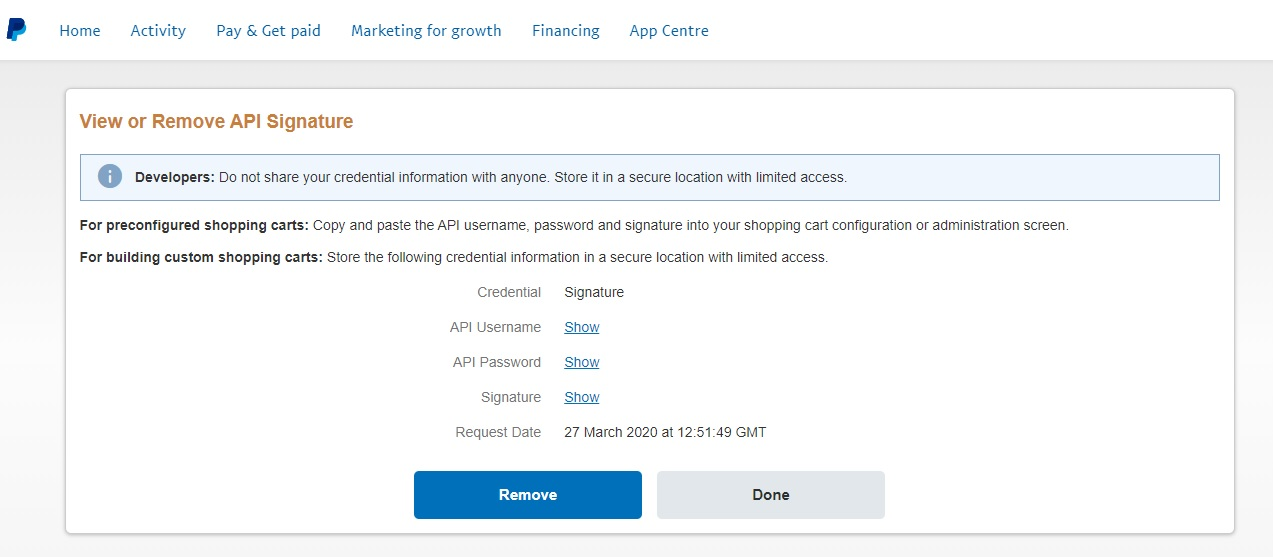 Home Activity Pay & Get paid Marketing for growth Financing App Centre
View or Remove API Signature
Developers: Do not share your credential information with anyone. Store it in a secure location with limited access.
For preconfigured shopping carts: Copy and paste the API username, password and signature into your shopping cart configuration or administration screen.
For building custom shopping carts: Store the following credential information in a secure location with limited access.
Credential Signature
API Username Show
API Password Show
Signature Show
Request Date 27 March 2020 at 12:51:49 GMT
Remove Done